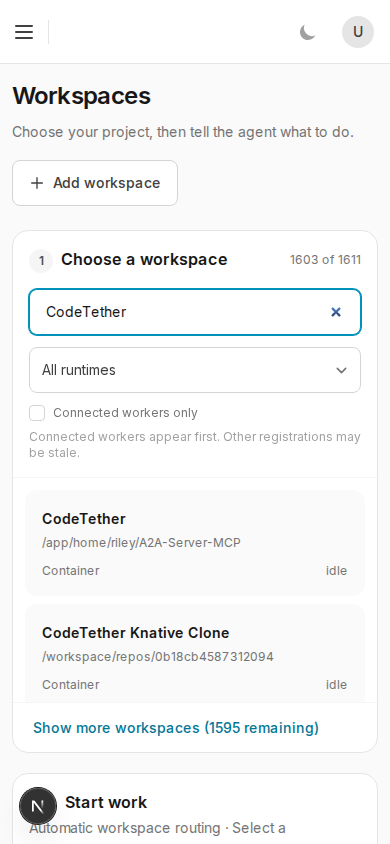 U
Workspaces
Choose your project, then tell the agent what to do.
+ Add workspace
1 Choose a workspace 1603 of 1611
CodeTether
All runtimes
Connected workers only
Connected workers appear first. Other registrations may
be stale.
CodeTether
/app/home/riley/A2A-Server-MCP
Container idle
CodeTether Knative Clone
/workspace/repos/0b18cb4587312094
Container idle
Show more workspaces (1595 remaining)
N Start work
Automatic workspace routing · Select a